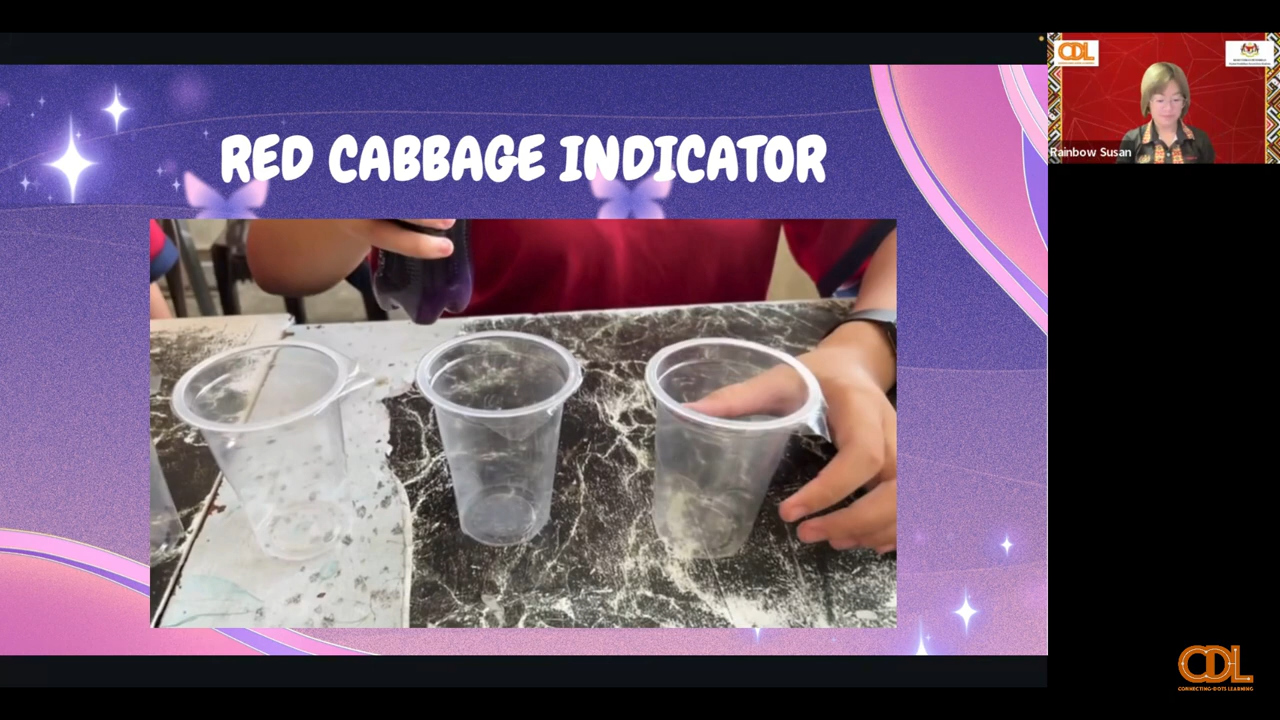 RED CABBAGE INDICATOR
CDL
Rainbow Susan
CDL
CONNECTING-DOTS LEARNING